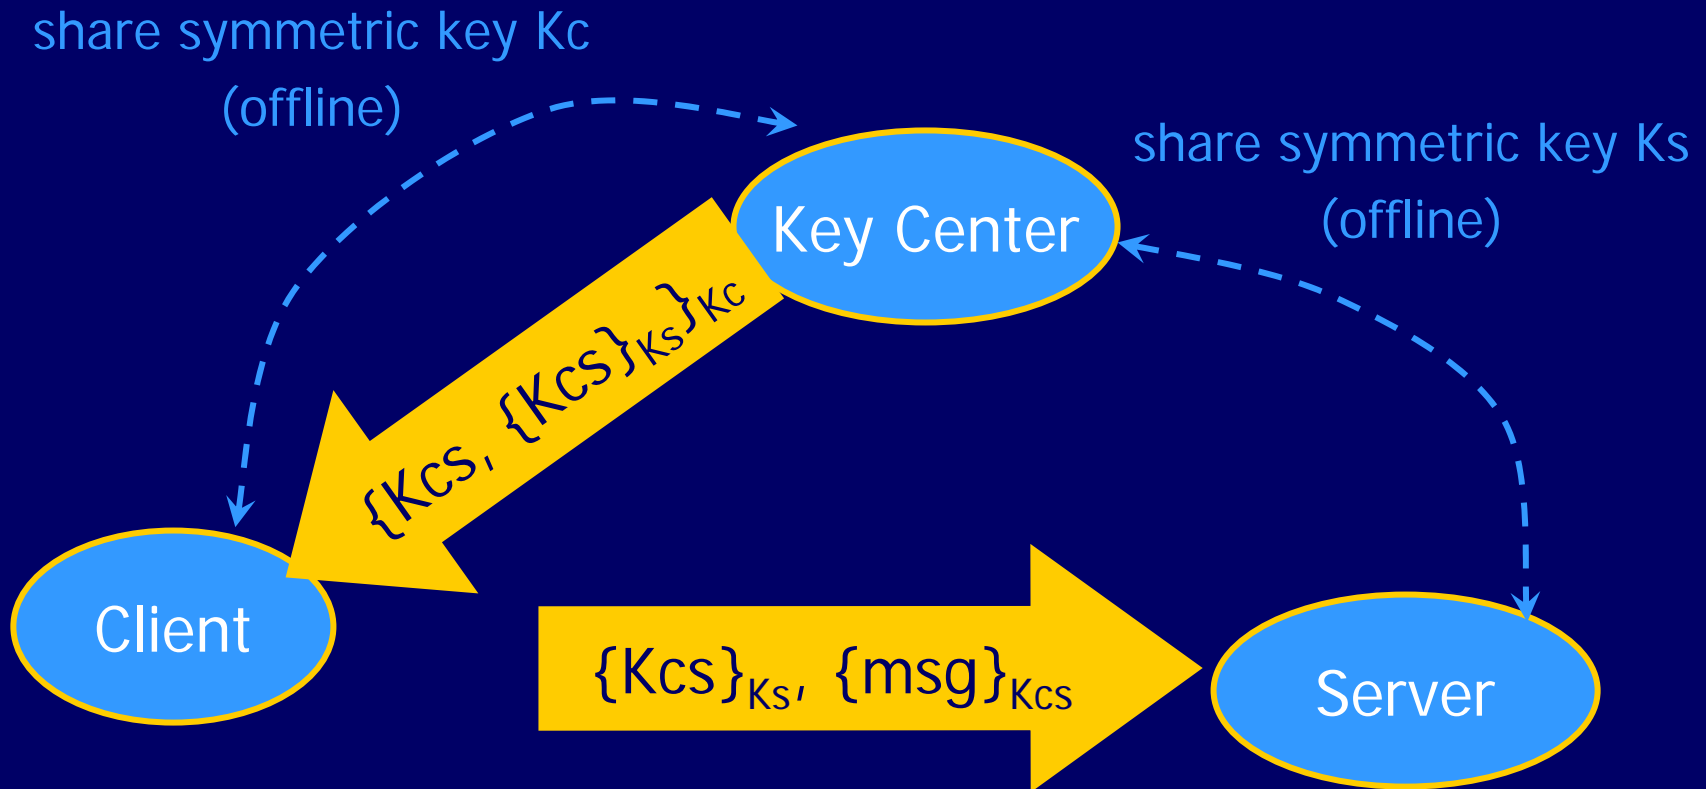 share symmetric key Kc
(offline)
share symmetric key Ks
(offline)
Key Center
{Kcs, {Kcs}Ks}Kc
Client
{Kcs}Ks, {msg}Kcs
Server